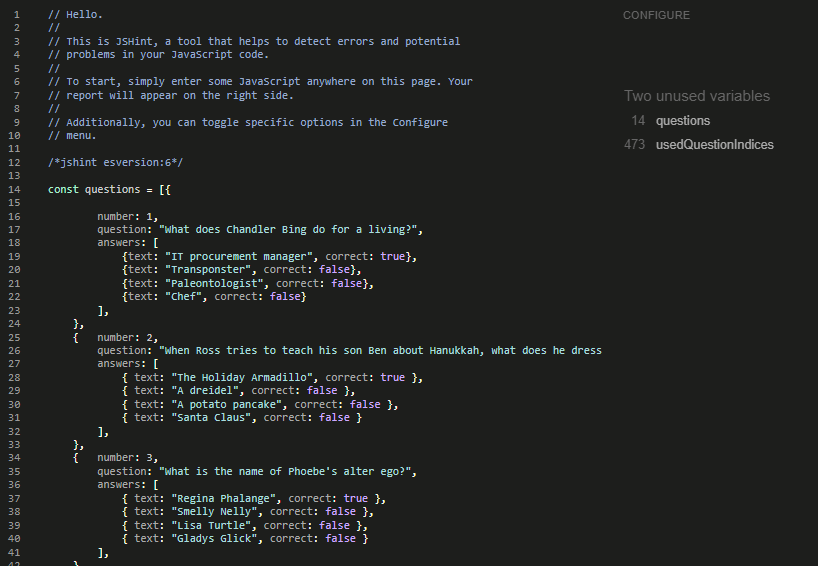 CONFIGURE
Two unused variables
14 questions
473 usedQuestionIndices
1 // Hello.
2 //
3 // This is JSHint, a tool that helps to detect errors and potential
4 // problems in your JavaScript code.
5 //
6 // To start, simply enter some JavaScript anywhere on this page. Your
7 // report will appear on the right side.
8 //
9 // Additionally, you can toggle specific options in the Configure
10 // menu.
11
12 /*jshint esversion:6*/
13
14 const questions = [{
15
16 number: 1,
17 question: "What does Chandler Bing do for a living?",
18 answers: [
19 {text: "IT procurement manager", correct: true},
20 {text: "Transponster", correct: false},
21 {text: "Paleontologist", correct: false},
22 {text: "Chef", correct: false}
23 ],
24 },
25 { number: 2,
26 question: "When Ross tries to teach his son Ben about Hanukkah, what does he dress
27 answers: [
28 { text: "The Holiday Armadillo", correct: true },
29 { text: "A dreidel", correct: false },
30 { text: "A potato pancake", correct: false },
31 { text: "Santa Claus", correct: false }
32 ],
33 },
34 { number: 3,
35 question: "What is the name of Phoebe's alter ego?",
36 answers: [
37 { text: "Regina Phalange", correct: true },
38 { text: "Smelly Nelly", correct: false },
39 { text: "Lisa Turtle", correct: false },
40 { text: "Gladys Glick", correct: false }
41 ],